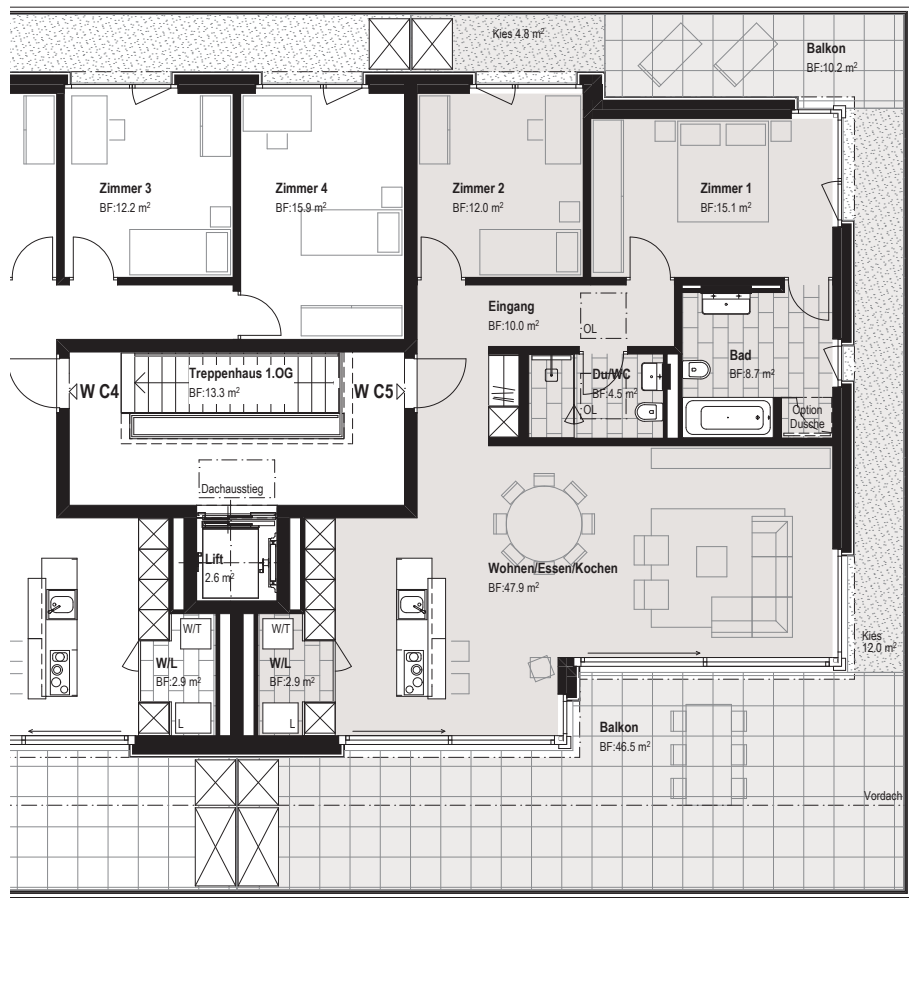 Kies 4.8 m²
Balkon
BF:10.2 m²
Zimmer 3
BF:12.2 m²
Zimmer 4
BF:15.9 m²
Zimmer 2
BF:12.0 m²
Zimmer 1
BF:15.1 m²
Eingang
BF:10.0 m²
OL
Treppenhaus 1.OG
BF:13.3 m²
W C4
W C5
Du/WC
BF:4.5 m²
OL
Bad
BF:8.7 m²
Option
Dusche
Dachausstieg
Lift
2.6 m²
Wohnen/Essen/Kochen
BF:47.9 m²
W/T
W/T
W/L
BF:2.9 m²
W/L
BF:2.9 m²
L
L
Kies
12.0 m²
Balkon
BF:46.5 m²
Vordach